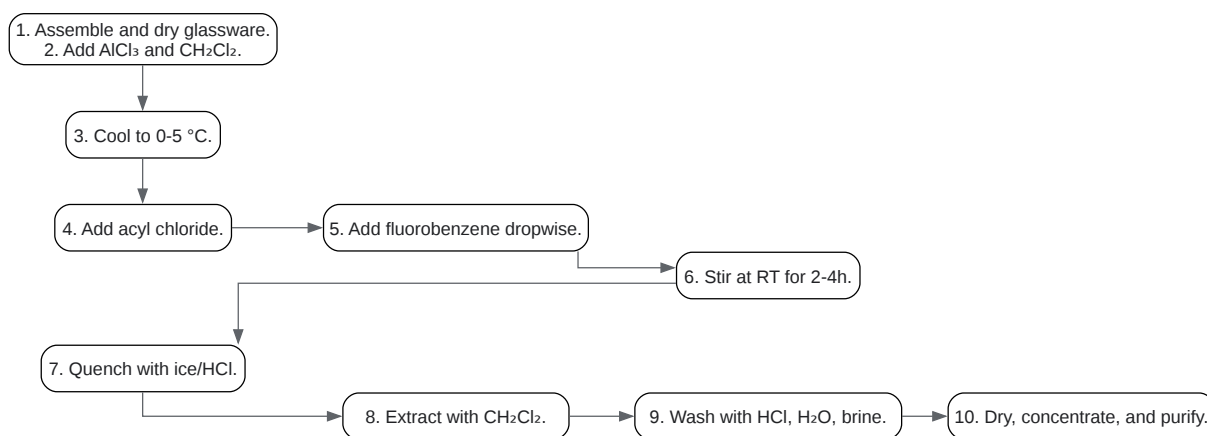 1. Assemble and dry glassware.
2. Add AlCl₃ and CH₂Cl₂.
3. Cool to 0-5 °C.
4. Add acyl chloride.
5. Add fluorobenzene dropwise.
6. Stir at RT for 2-4h.
7. Quench with ice/HCl.
8. Extract with CH₂Cl₂.
9. Wash with HCl, H₂O, brine.
10. Dry, concentrate, and purify.